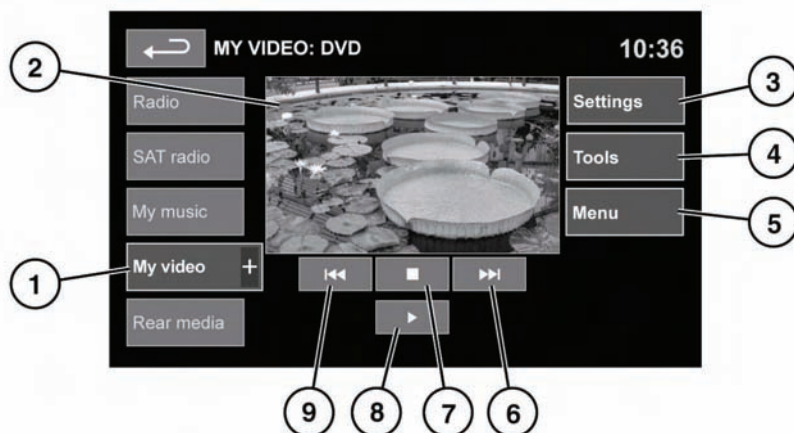 MY VIDEO: DVD
10:36
Radio
SAT radio
My music
My video +
Rear media
Settings
Tools
Menu
1
2
3
4
5
6
7
8
9